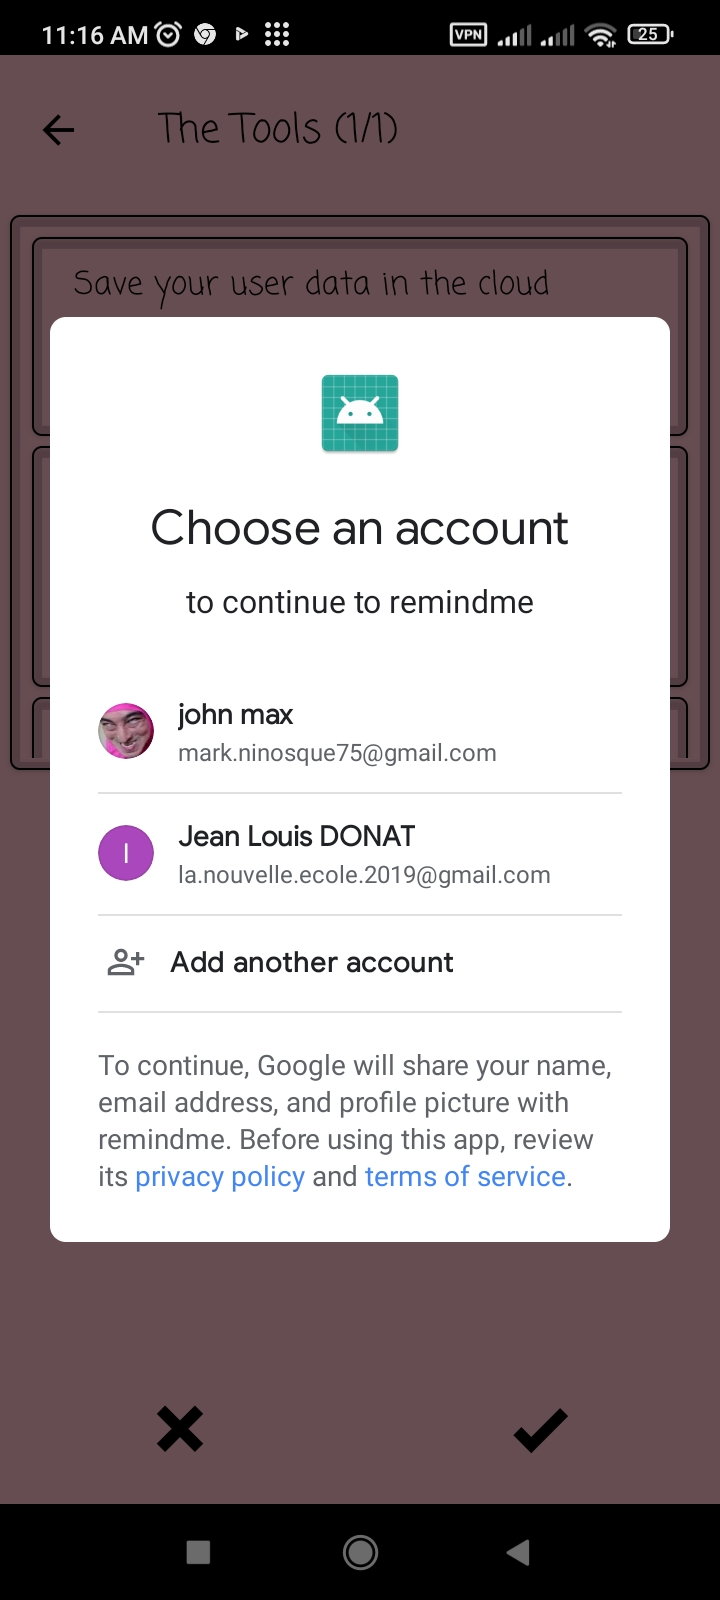 11:16 AM
VPN
25
The Tools (1/1)
Save your user data in the cloud
Choose an account
to continue to remindme
john max
mark.ninosque75@gmail.com
l
Jean Louis DONAT
la.nouvelle.ecole.2019@gmail.com
Add another account
To continue, Google will share your name,
email address, and profile picture with
remindme. Before using this app, review
its privacy policy and terms of service.